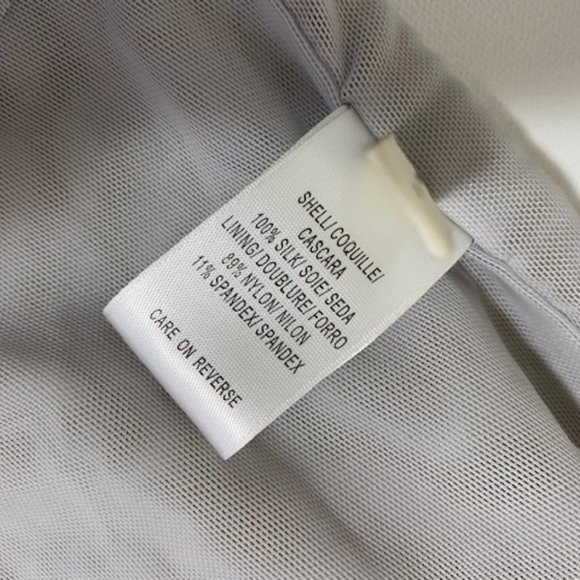 SHELL/ COQUILLE/
CASCARA
100% SILK/ SOIE/ SEDA
LINING/ DOUBLURE/ FORRO
89% NYLON/ NILON
11% SPANDEX/ SPANDEX
CARE ON REVERSE